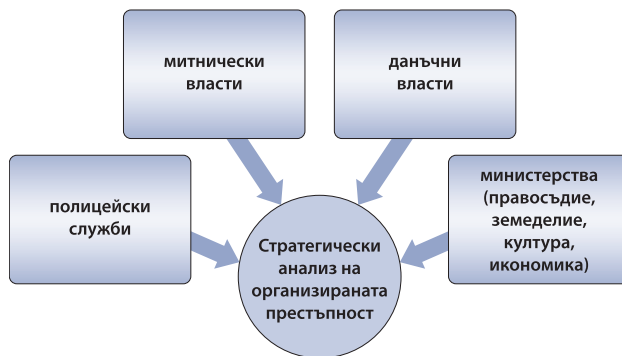 митнически
власти
данъчни
власти
полицейски
служби
министерства
(правосъдие,
земеделие,
култура,
икономика)
Стратегически
анализ на
организираната
престъпност